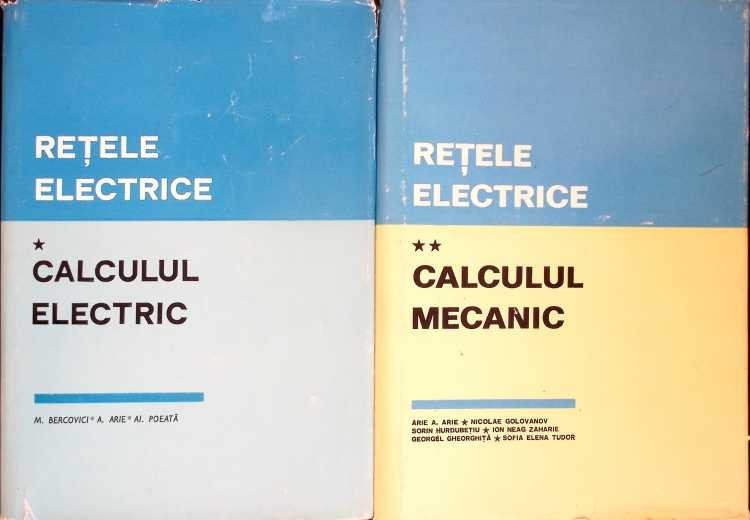 REȚELE
ELECTRICE
★
CALCULUL
ELECTRIC
M. BERCOVICI * A. ARIE * Al. POEATĂ
REȚELE
ELECTRICE
★★
CALCULUL
MECANIC
ARIE A. ARIE ★ NICOLAE GOLOVANOV
SORIN HURDUBEȚIU ★ ION NEAG ZAHARIE
GEORGEL GHEORGHIȚĂ ★ SOFIA ELENA TUDOR